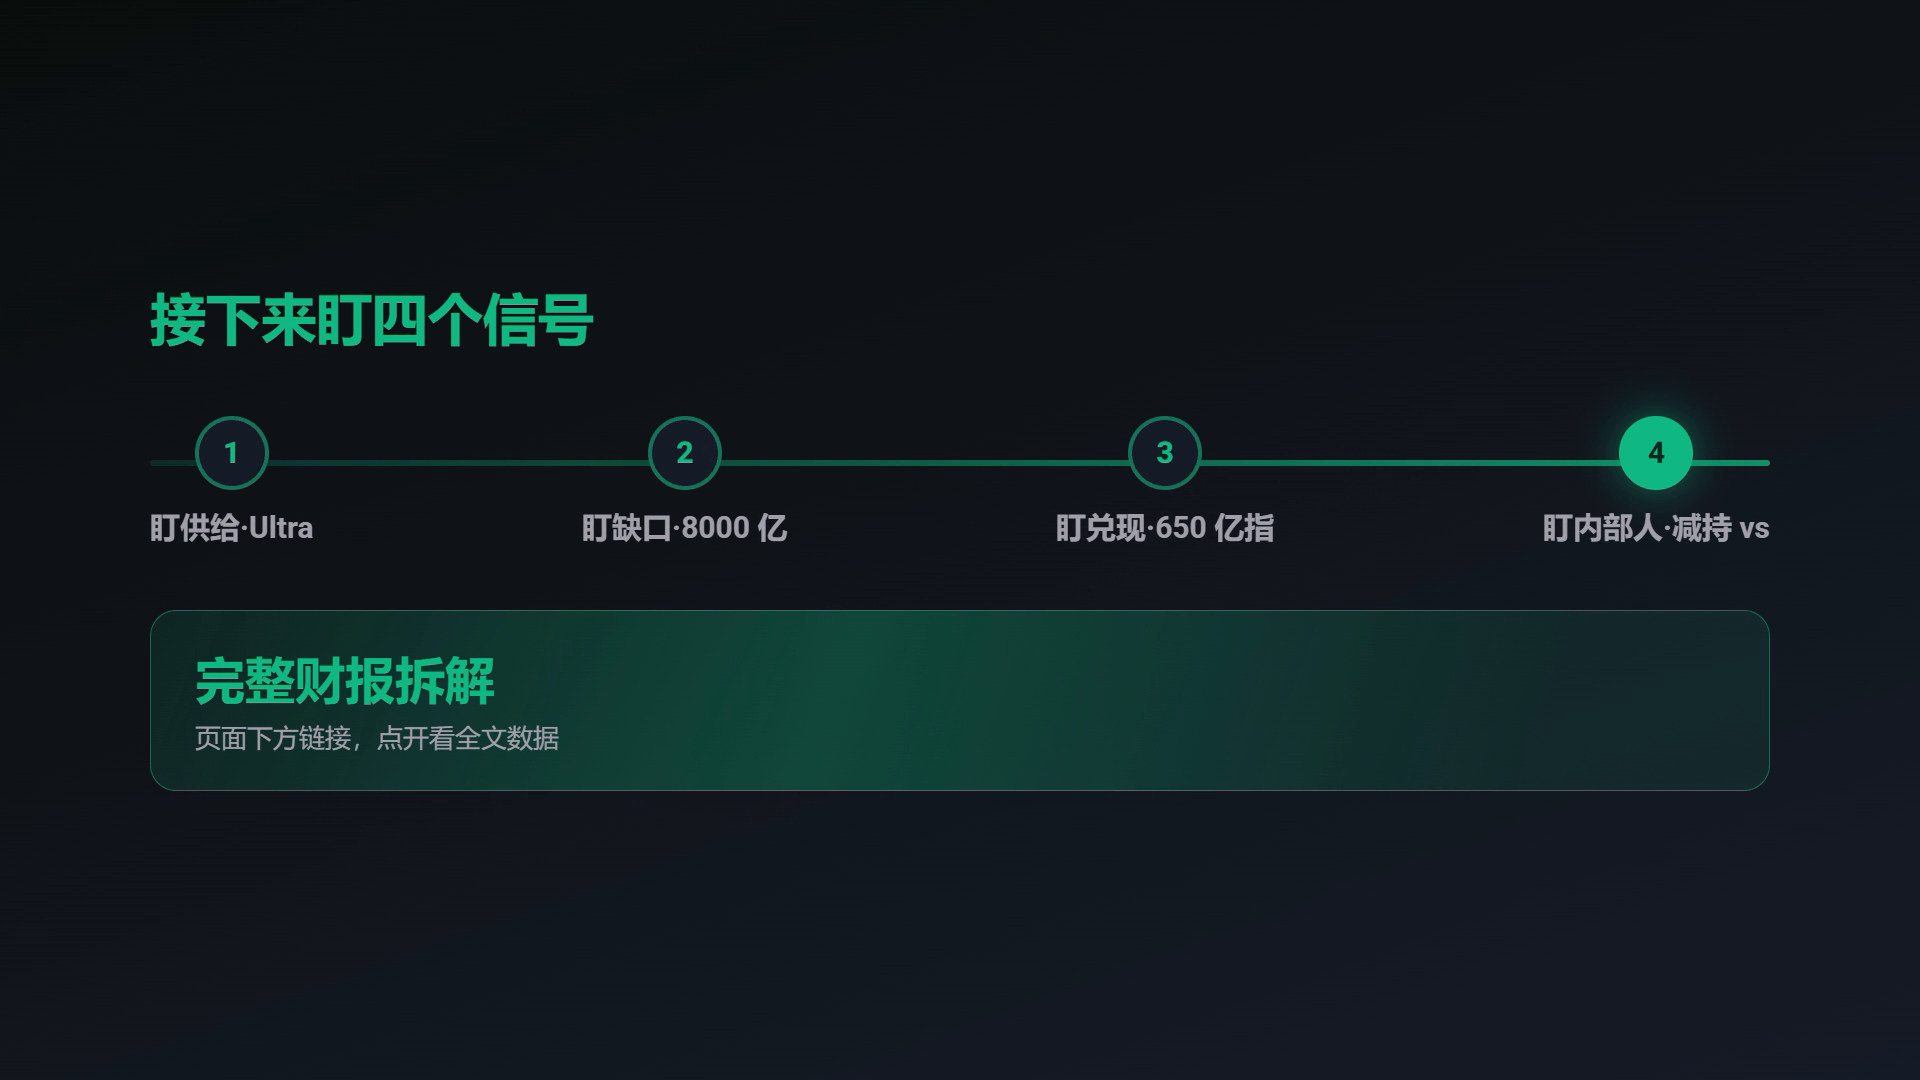 接下来盯四个信号
1
2
3
4
盯供给·Ultra
盯缺口·8000 亿
盯兑现·650 亿指
盯内部人·减持 vs
完整财报拆解
页面下方链接，点开看全文数据